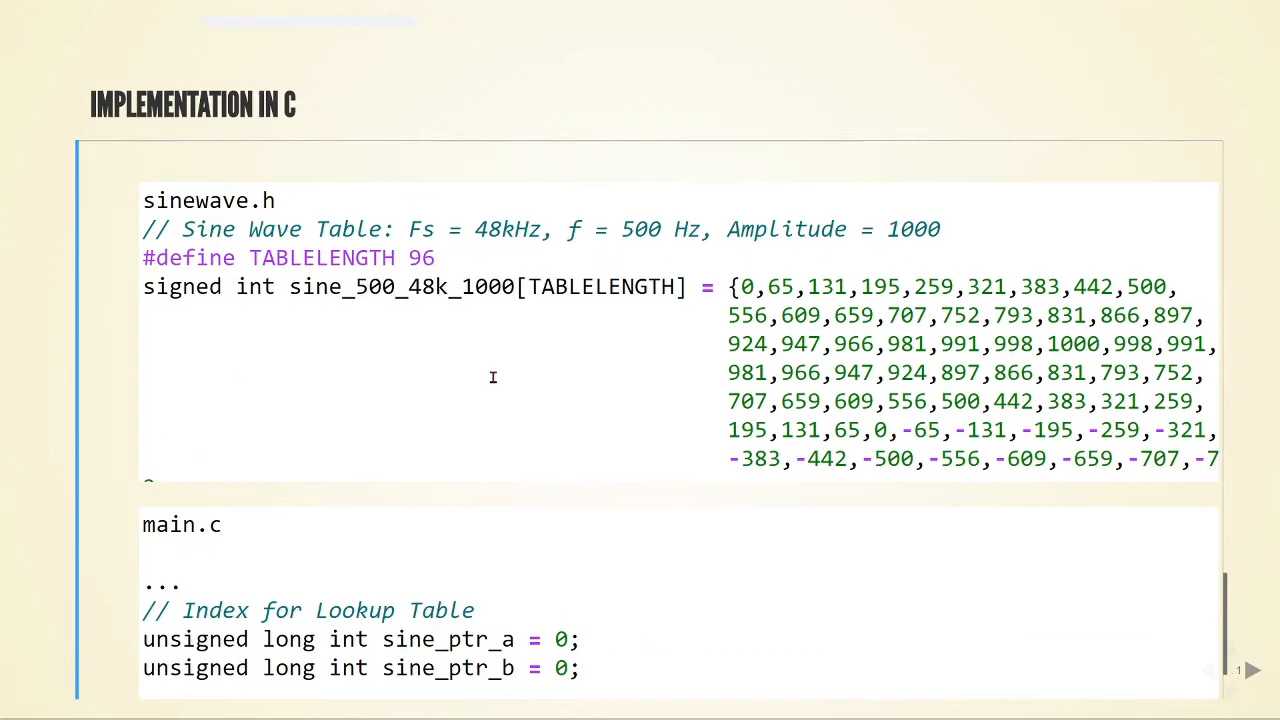 IMPLEMENTATION IN C
sinewave.h
// Sine Wave Table: Fs = 48kHz, f = 500 Hz, Amplitude = 1000
#define TABLELENGTH 96
signed int sine_500_48k_1000[TABLELENGTH] = {0,65,131,195,259,321,383,442,500,
556,609,659,707,752,793,831,866,897,
924,947,966,981,991,998,1000,998,991,
981,966,947,924,897,866,831,793,752,
707,659,609,556,500,442,383,321,259,
195,131,65,0,-65,-131,-195,-259,-321,
-383,-442,-500,-556,-609,-659,-707,-7
main.c
...
// Index for Lookup Table
unsigned long int sine_ptr_a = 0;
unsigned long int sine_ptr_b = 0;
.1